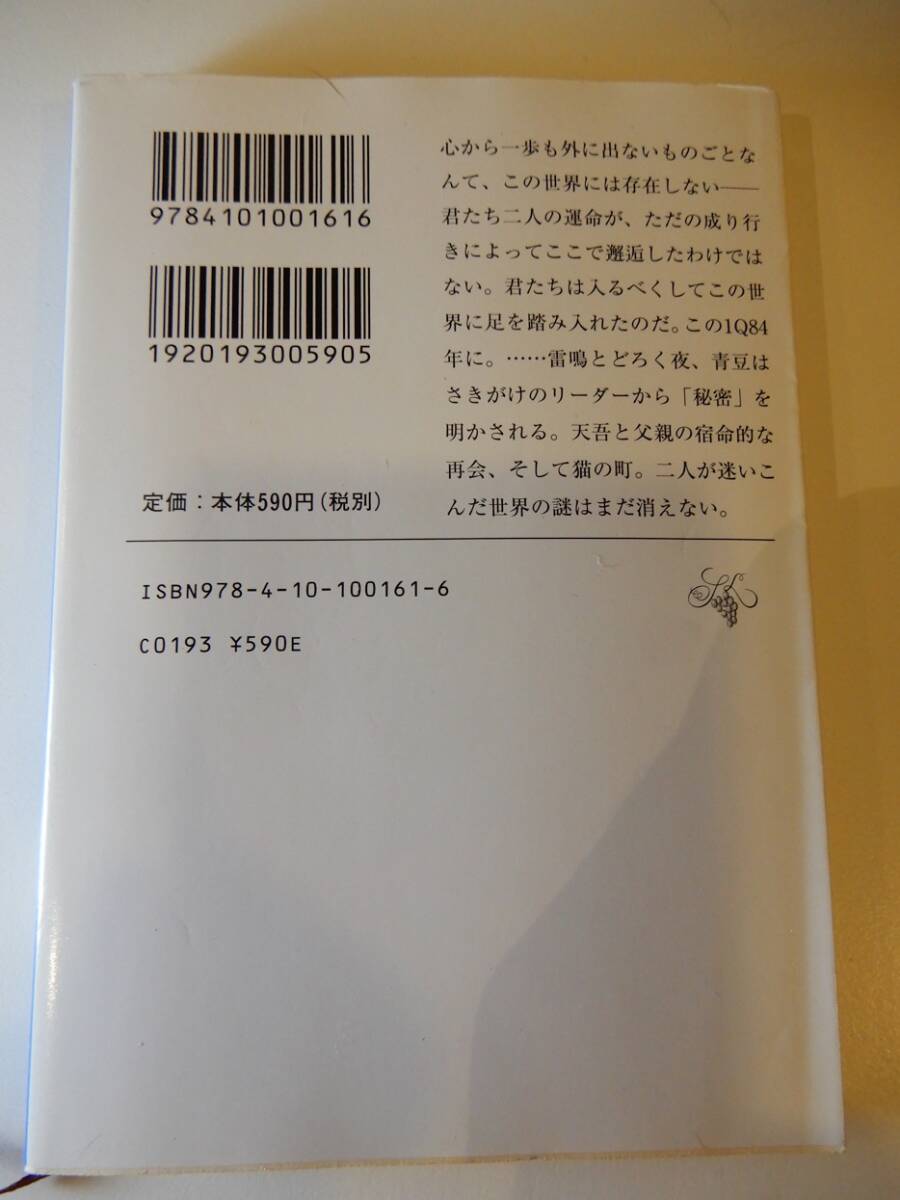 9784101001616
1920193005905
定価：本体590円（税別）
心から一歩も外に出ないものごとな
んて、この世界には存在しない――
君たち二人の運命が、ただの成り行
きによってここで邂逅したわけでは
ない。君たちは入るべくしてこの世
界に足を踏み入れたのだ。この1Q84
年に。……雷鳴とどろく夜、青豆は
さきがけのリーダーから「秘密」を
明かされる。天吾と父親の宿命的な
再会、そして猫の町。二人が迷いこ
んだ世界の謎はまだ消えない。
ISBN978-4-10-100161-6
C0193 ¥590E